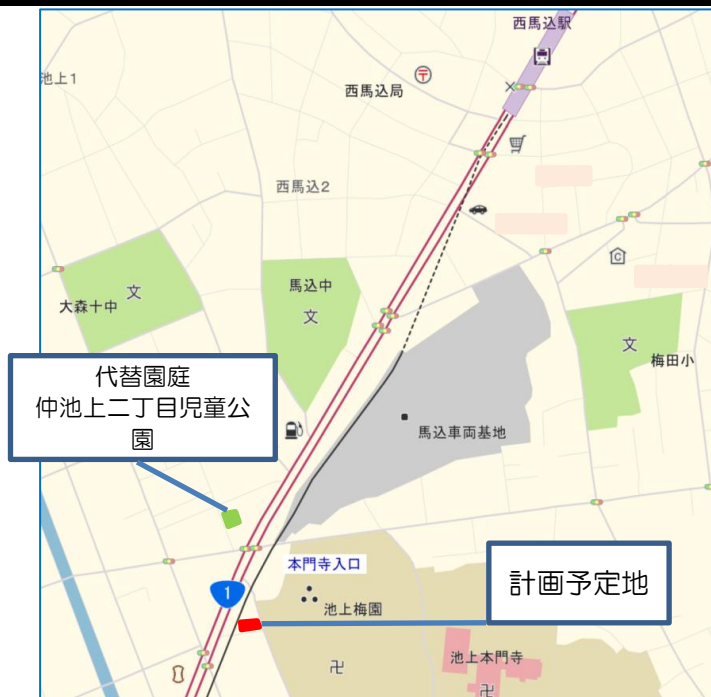 西馬込駅
池上1
西馬込局
西馬込2
馬込中
文
文
大森十中
文
梅田小
代替園庭
仲池上二丁目児童公
園
馬込車両基地
本門寺入口
1
計画予定地
池上梅園
卍
池上本門寺
卍
C